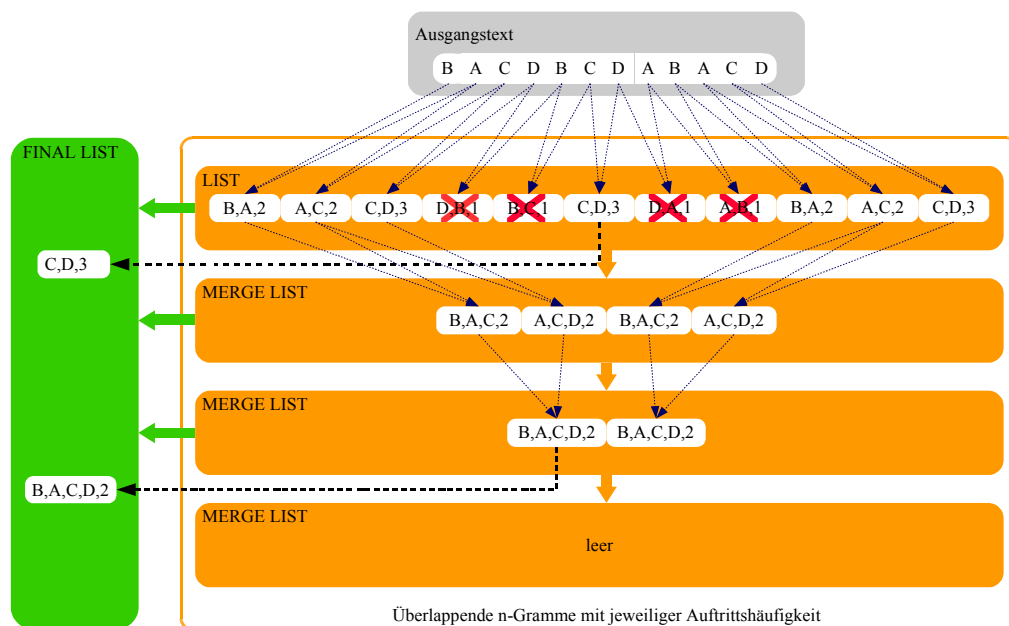 Ausgangstext
B A C D B C D A B A C D
FINAL LIST
LIST
B,A,2 A,C,2 C,D,3 D,B,1 B,C,1 C,D,3 D,A,1 A,B,1 B,A,2 A,C,2 C,D,3
C,D,3
MERGE LIST
B,A,C,2 A,C,D,2 B,A,C,2 A,C,D,2
MERGE LIST
B,A,C,D,2 B,A,C,D,2
B,A,C,D,2
MERGE LIST
leer
Überlappende n-Gramme mit jeweiliger Auftrittshäufigkeit